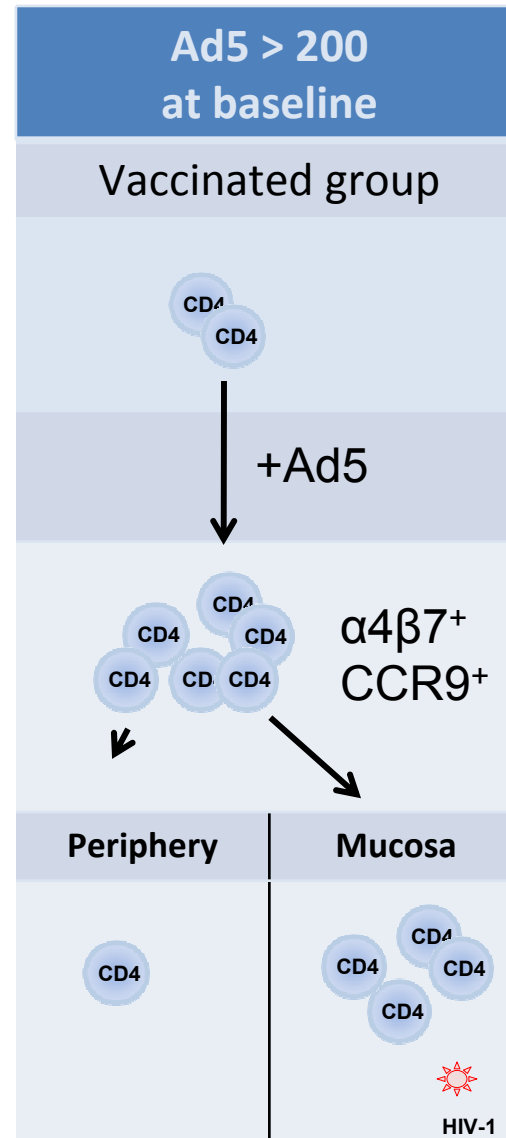 Ad5 > 200
at baseline
Vaccinated group
CD4
CD4
+Ad5
CD4
CD4
CD4
CD4
CD4
CD4
α4β7⁺
CCR9⁺
Periphery
Mucosa
CD4
CD4
CD4
CD4
CD4
HIV-1